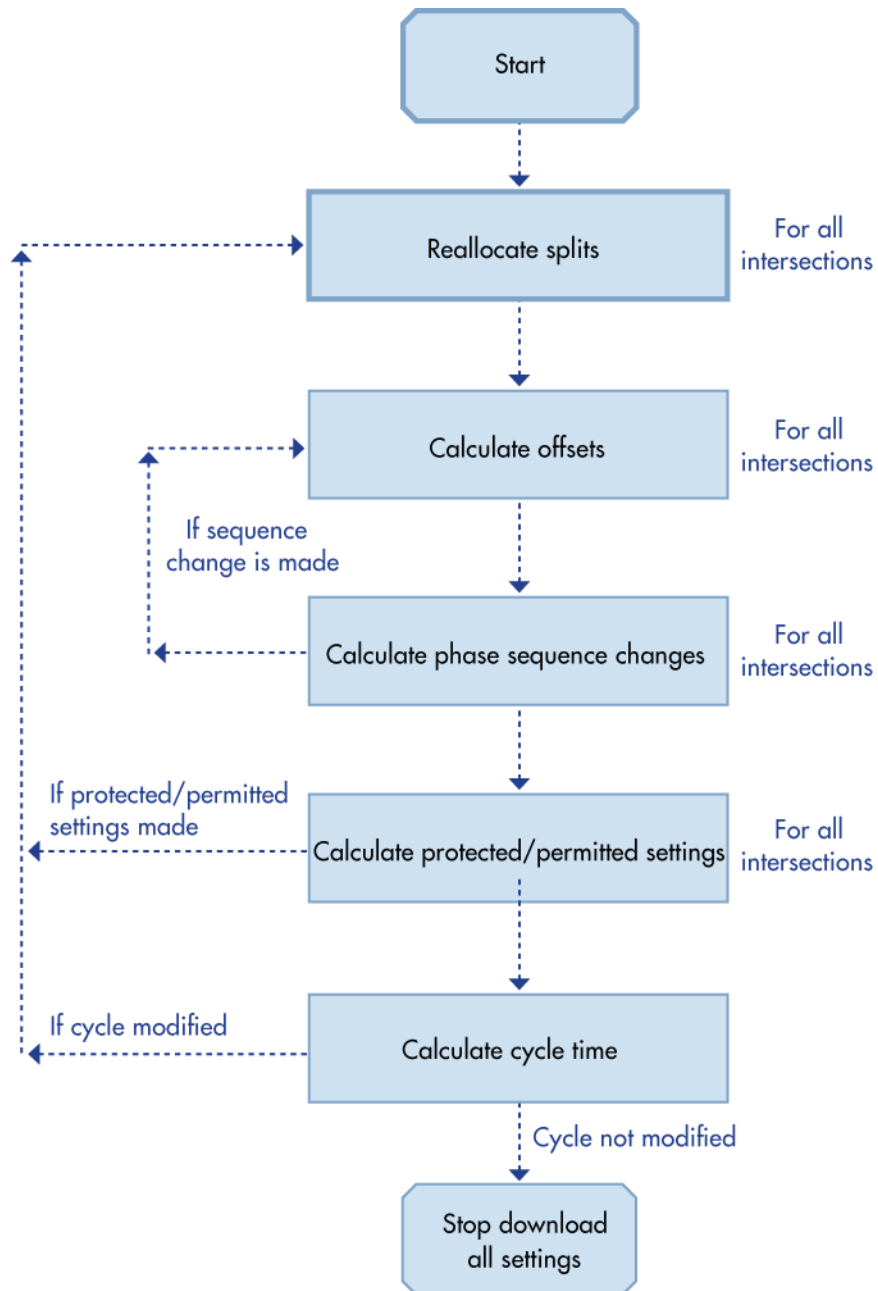 Start
Reallocate splits
For all
intersections
Calculate offsets
For all
intersections
If sequence
change is made
Calculate phase sequence changes
For all
intersections
If protected/permitted
settings made
Calculate protected/permitted settings
For all
intersections
If cycle modified
Calculate cycle time
Cycle not modified
Stop download
all settings